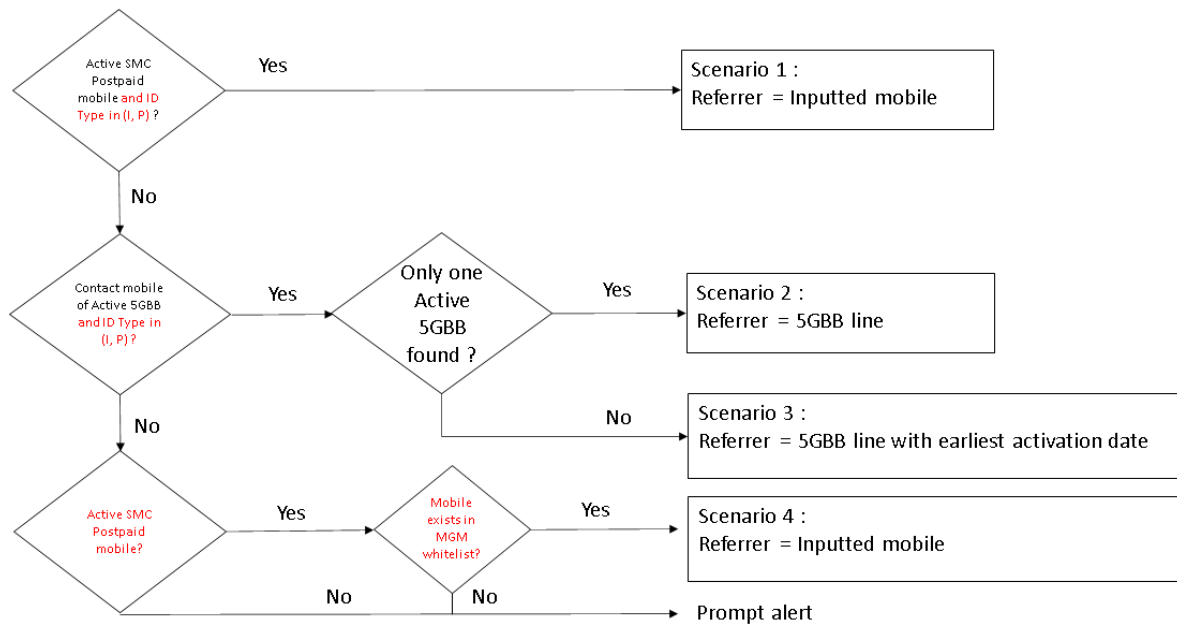 Active SMC
Postpaid
mobile and ID
Type in (I, P) ?
Yes
Scenario 1 :
Referrer = Inputted mobile
No
Contact mobile
of Active 5GBB
and ID Type in
(I, P) ?
Yes
Only one
Active
5GBB
found ?
Yes
Scenario 2 :
Referrer = 5GBB line
No
Scenario 3 :
Referrer = 5GBB line with earliest activation date
No
Active SMC
Postpaid
mobile?
Yes
Mobile
exists in
MGM
whitelist?
Yes
Scenario 4 :
Referrer = Inputted mobile
No
No
Prompt alert